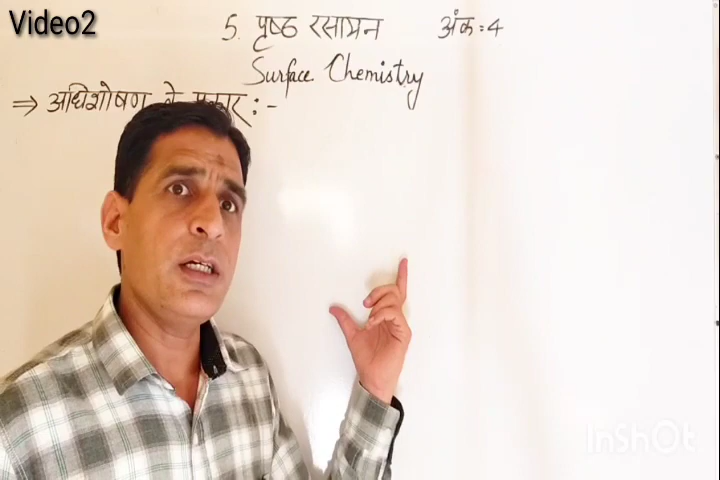 Video2
5. पृष्ठ रसायन अंक=4
Surface Chemistry
⇒ अधिशोषण के प्रकार :-
InShOt